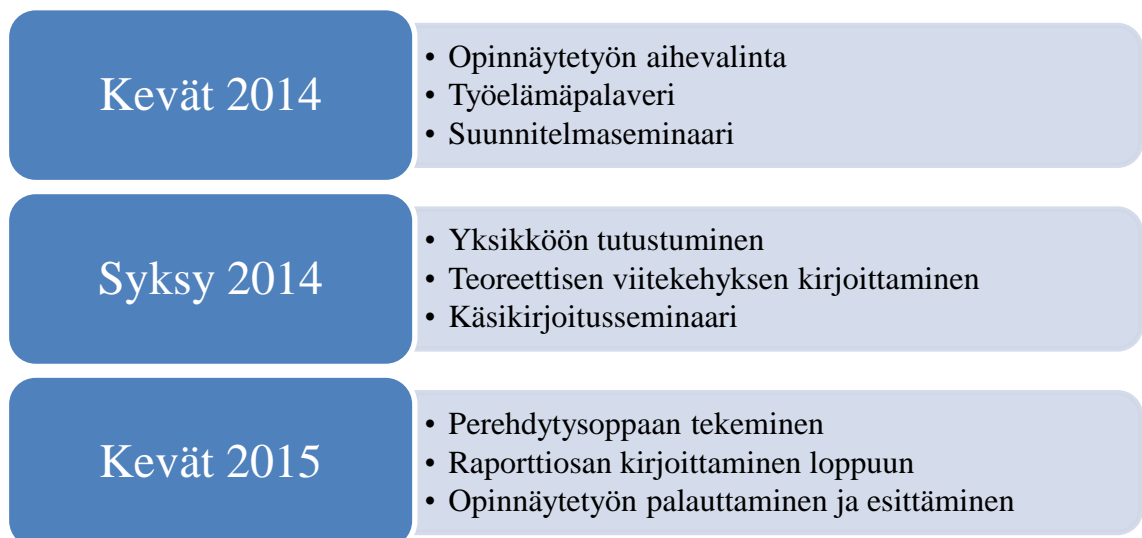 Kevät 2014
• Opinnäytetyön aihevalinta
• Työelämäpalaveri
• Suunnitelmaseminaari
Syksy 2014
• Yksikköön tutustuminen
• Teoreettisen viitekehyksen kirjoittaminen
• Käsikirjoitusseminaari
Kevät 2015
• Perehdytysoppaan tekeminen
• Raporttiosan kirjoittaminen loppuun
• Opinnäytetyön palauttaminen ja esittäminen